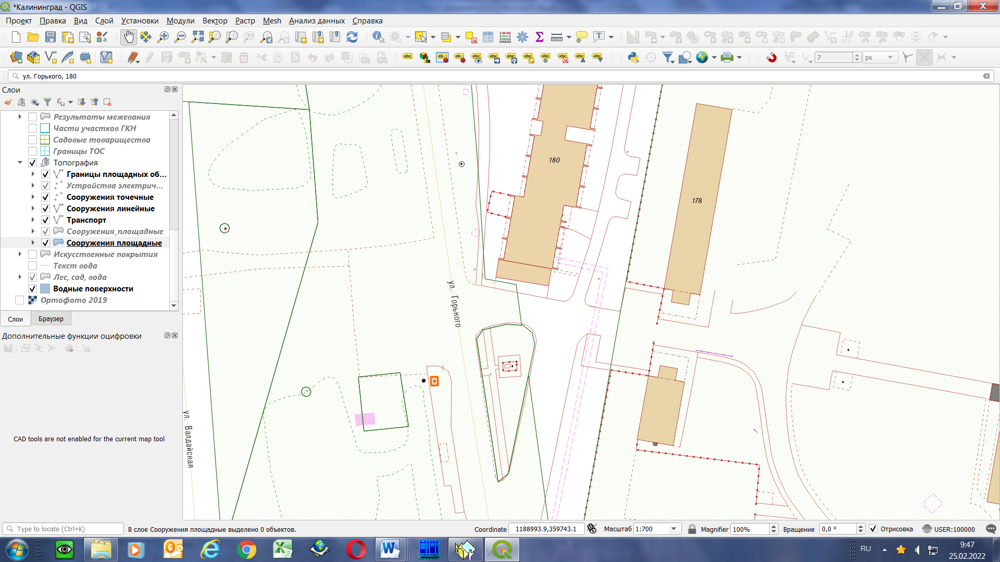 *Калининград - QGIS
Проект Правка Вид Слой Установки Модули Вектор Растр Mesh Анализ данных Справка
7 px
ул. Горького, 180
Слои
Результаты межевания
Части участков ГКН
Садовые товарищества
Границы ТОС
Топография
Границы площадных об...
Устройства электрич...
Сооружения точечные
Сооружения линейные
Транспорт
Сооружения_площадные
Сооружения площадные
Искусственные покрытия
Текст вода
Лес, сад, вода
Водные поверхности
Ортофото 2019
Слои Браузер
Дополнительные функции оцифровки
CAD tools are not enabled for the current map tool
180
178
ул. Горького
ул. Валдайская
Type to locate (Ctrl+K) В слое Сооружения площадные выделено 0 объектов. Coordinate 1188993.9,359743.1 Масштаб 1:700 Magnifier 100% Вращение 0,0 ° Отрисовка USER:100000
RU 9:47
25.02.2022